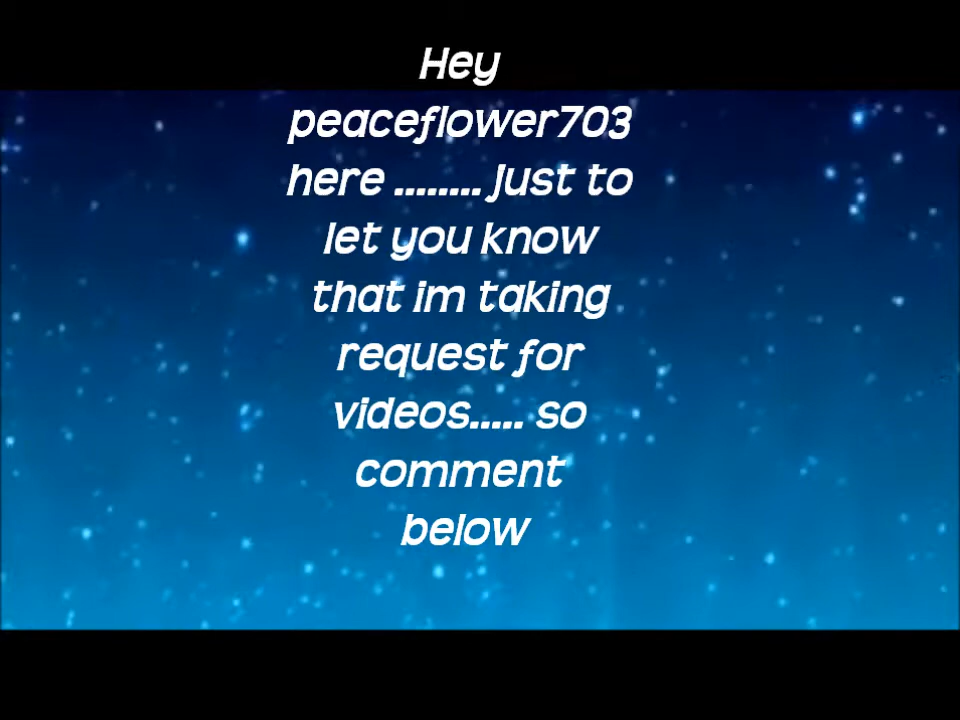 Hey
peaceflower703
here ........ Just to
let you know
that im taking
request for
videos..... so
comment
below